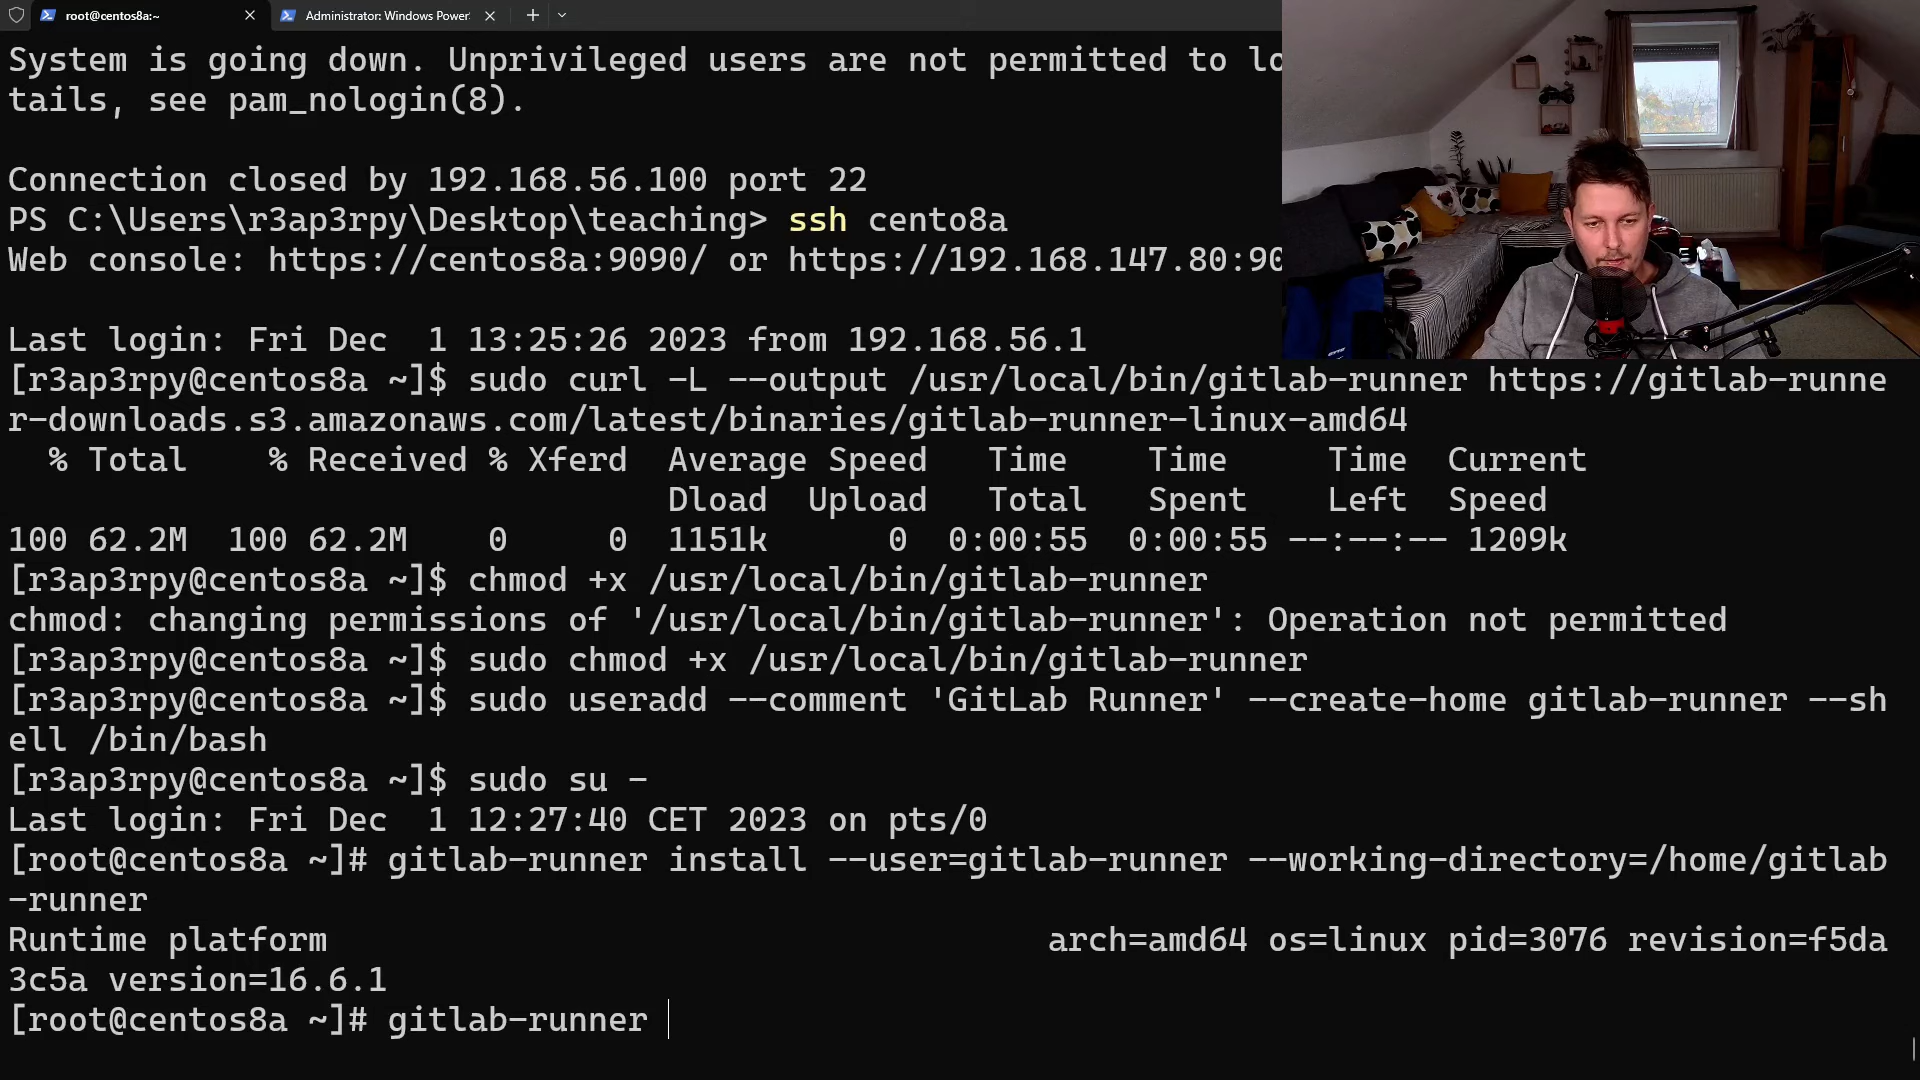 root@centos8a:~
Administrator: Windows Power
System is going down. Unprivileged users are not permitted to lo
tails, see pam_nologin(8).
Connection closed by 192.168.56.100 port 22
PS C:\Users\r3ap3rpy\Desktop\teaching> ssh cento8a
Web console: https://centos8a:9090/ or https://192.168.147.80:90
Last login: Fri Dec  1 13:25:26 2023 from 192.168.56.1
[r3ap3rpy@centos8a ~]$ sudo curl -L --output /usr/local/bin/gitlab-runner https://gitlab-runne
r-downloads.s3.amazonaws.com/latest/binaries/gitlab-runner-linux-amd64
  % Total    % Received % Xferd  Average Speed   Time    Time     Time  Current
                                 Dload  Upload   Total   Spent    Left  Speed
100 62.2M  100 62.2M    0     0  1151k      0  0:00:55  0:00:55 --:--:-- 1209k
[r3ap3rpy@centos8a ~]$ chmod +x /usr/local/bin/gitlab-runner
chmod: changing permissions of '/usr/local/bin/gitlab-runner': Operation not permitted
[r3ap3rpy@centos8a ~]$ sudo chmod +x /usr/local/bin/gitlab-runner
[r3ap3rpy@centos8a ~]$ sudo useradd --comment 'GitLab Runner' --create-home gitlab-runner --sh
ell /bin/bash
[r3ap3rpy@centos8a ~]$ sudo su -
Last login: Fri Dec  1 12:27:40 CET 2023 on pts/0
[root@centos8a ~]# gitlab-runner install --user=gitlab-runner --working-directory=/home/gitlab
-runner
Runtime platform                                    arch=amd64 os=linux pid=3076 revision=f5da
3c5a version=16.6.1
[root@centos8a ~]# gitlab-runner